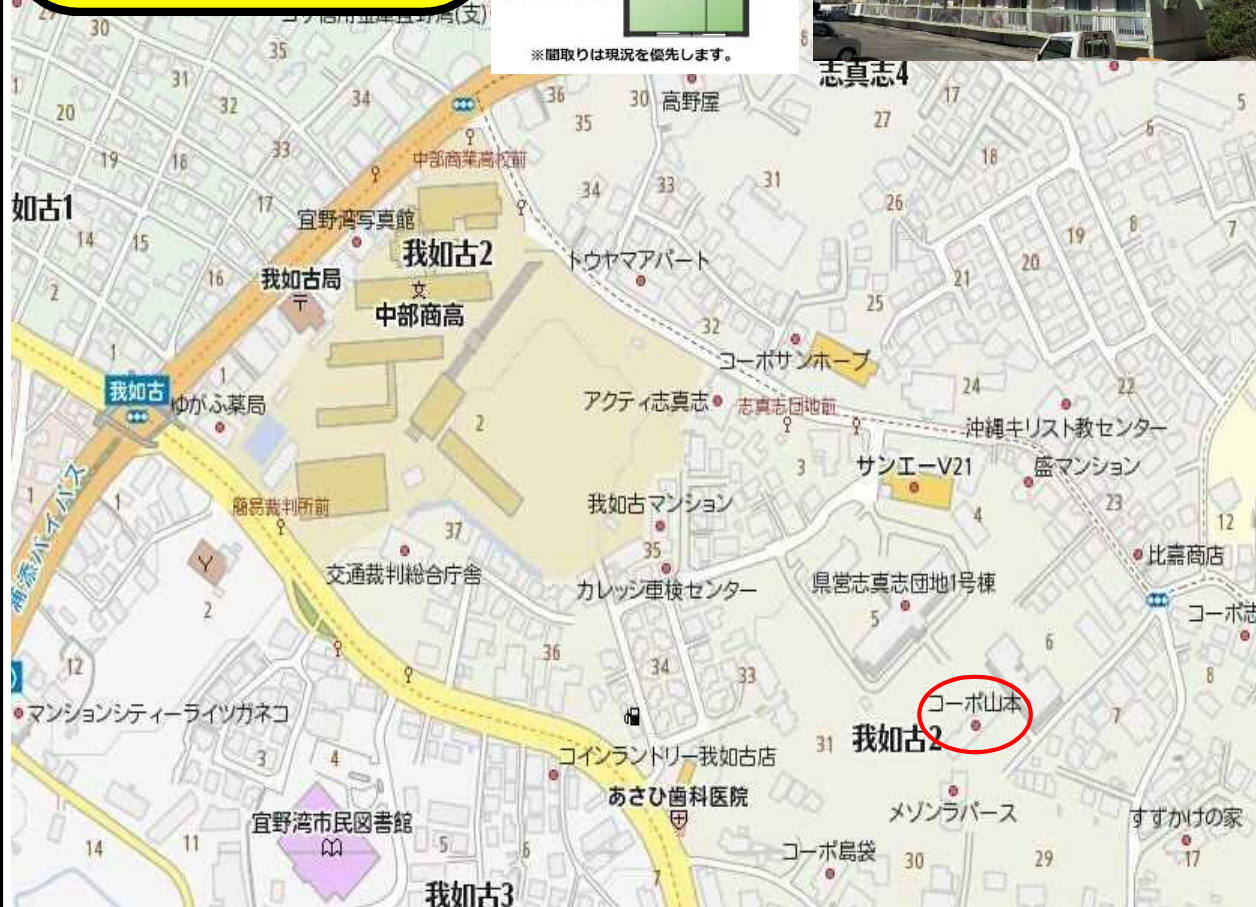 ※間取りは現況を優先します。
志真志4
30
35
31
32
34
20
19
18
33
36
35
30
高野屋
17
27
5
6
18
中部商業高校前
34
33
31
26
如古1
17
宜野湾写真館
我如古2
14
15
19
8
7
我如古局
16
トウヤマアパート
21
20
2
中部商高
25
32
コーポサンホープ
1
我如古
1
ゆがふ薬局
アクティ志真志
志真志団地前
24
22
2
沖縄キリスト教センター
3
サンエーV21
盛マンション
1
1
簡易裁判所前
我如古マンション
23
4
12
浦添バイパス
37
35
比嘉商店
交通裁判総合庁舎
カレッジ車検センター
県営志真志団地1号棟
2
5
コーポ志
6
12
36
34
33
8
コーポ山本
マンションシティーライツガネコ
7
31
我如古2
3
4
コインランドリー我如古店
あさひ歯科医院
メゾンラパース
すずかけの家
宜野湾市民図書館
14
11
5
6
コーポ島袋
30
29
17
7
我如古3